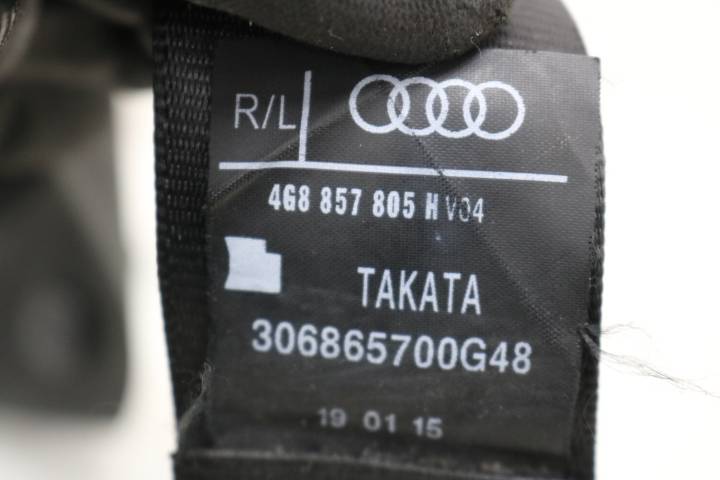 R/L
4G8 857 805 H V04
TAKATA
306865700G48
19 01 15